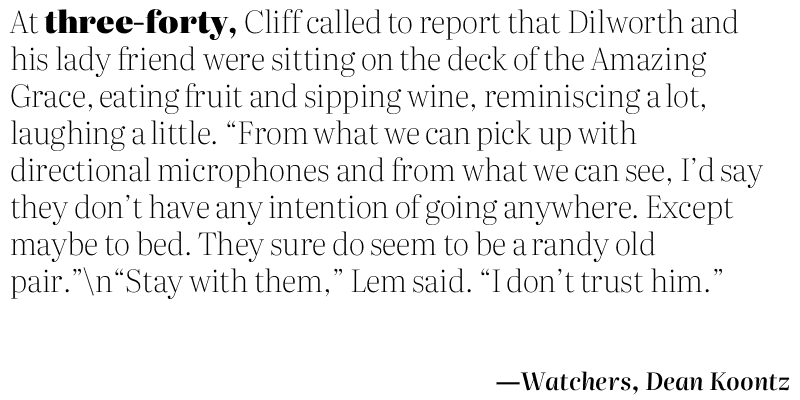 At three-forty, Cliff called to report that Dilworth and
his lady friend were sitting on the deck of the Amazing
Grace, eating fruit and sipping wine, reminiscing a lot,
laughing a little. “From what we can pick up with
directional microphones and from what we can see, I’d say
they don’t have any intention of going anywhere. Except
maybe to bed. They sure do seem to be a randy old
pair.”\n“Stay with them,” Lem said. “I don’t trust him.”
—Watchers, Dean Koontz